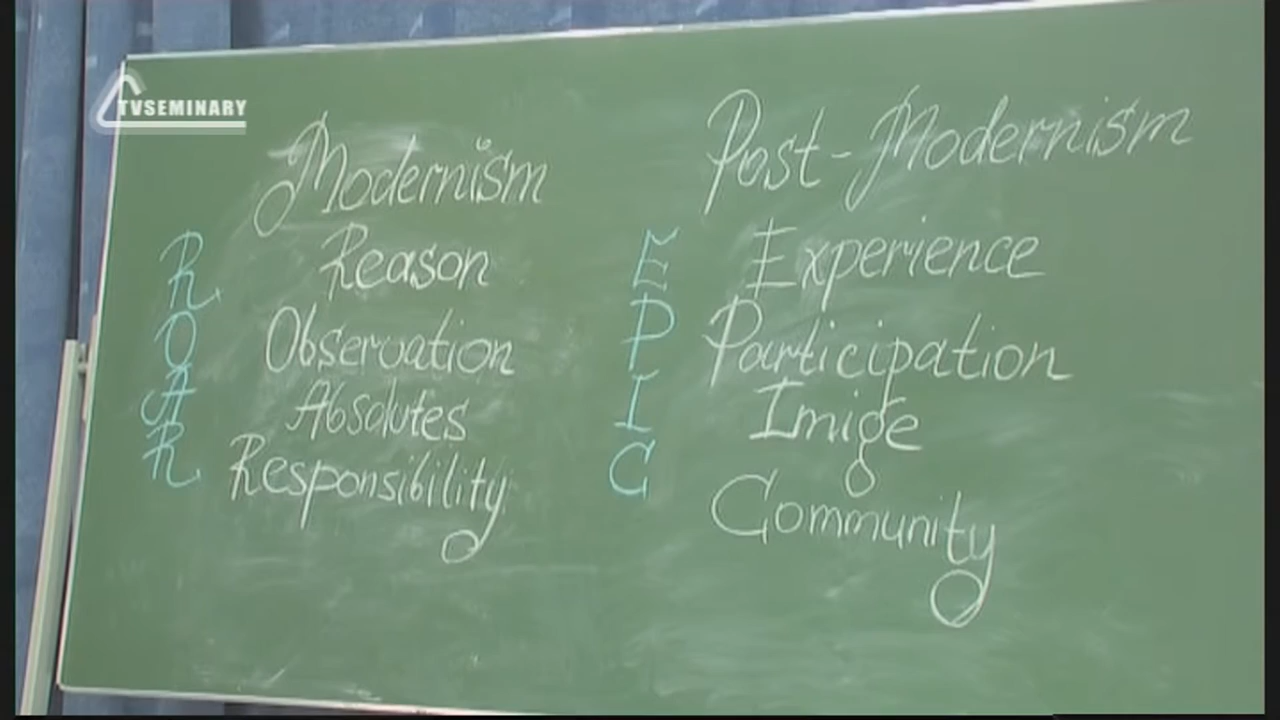 TVSEMINARY
Modernism
R Reason
O Observation
A Absolutes
R Responsibility
Post-Modernism
E Experience
P Participation
I Imige
C Community